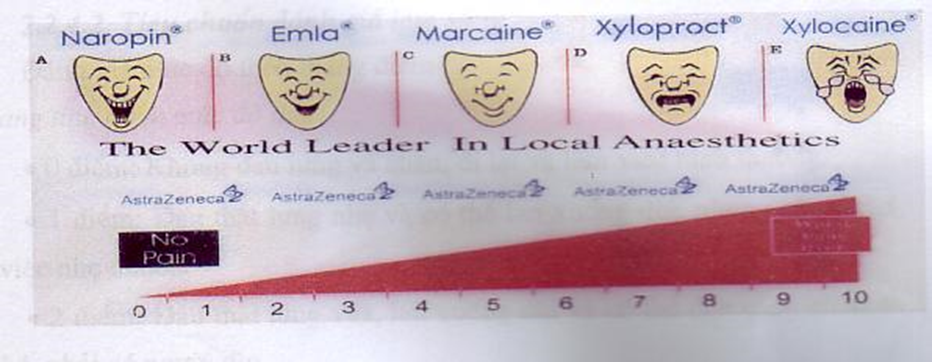 Naropin® Emla® Marcaine® Xyloproct® Xylocaine®
A B C D E
The World Leader In Local Anaesthetics
AstraZeneca AstraZeneca AstraZeneca AstraZeneca AstraZeneca
No
Pain
0 1 2 3 4 5 6 7 8 9 10